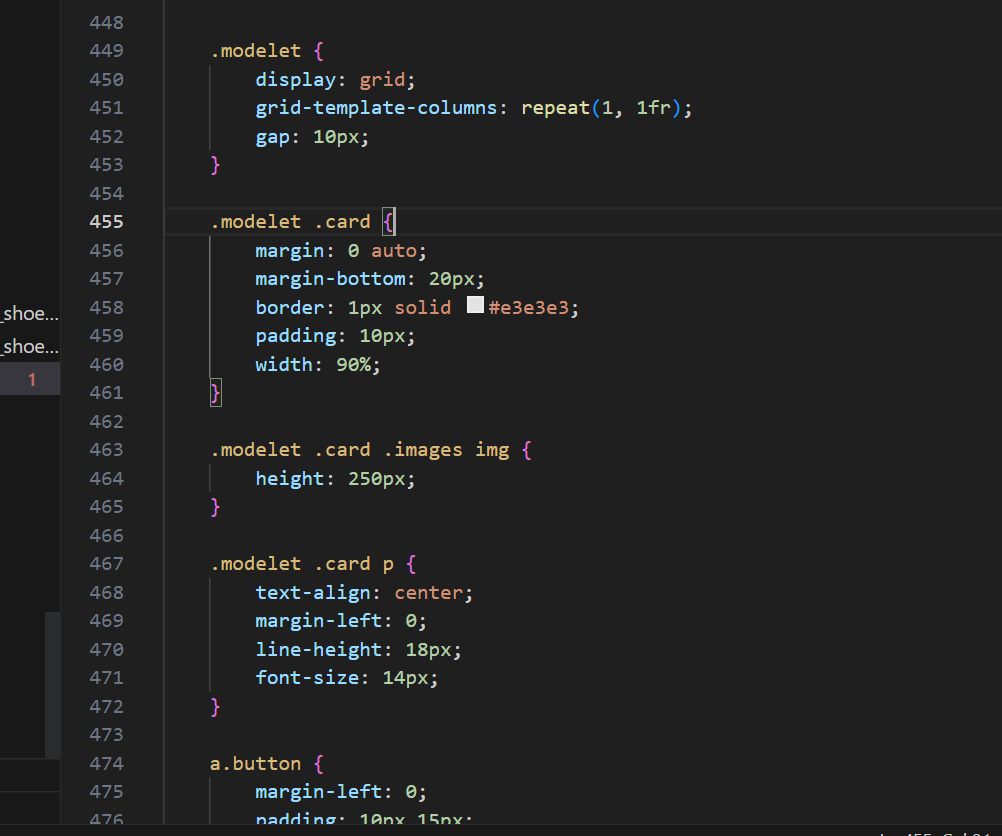 448
449 .modelet {
450 display: grid;
451 grid-template-columns: repeat(1, 1fr);
452 gap: 10px;
453 }
454
455 .modelet .card {
456 margin: 0 auto;
457 margin-bottom: 20px;
458 border: 1px solid #e3e3e3;
_shoe...
459 padding: 10px;
_shoe...
460 width: 90%;
1
461 }
462
463 .modelet .card .images img {
464 height: 250px;
465 }
466
467 .modelet .card p {
468 text-align: center;
469 margin-left: 0;
470 line-height: 18px;
471 font-size: 14px;
472 }
473
474 a.button {
475 margin-left: 0;
476 padding: 10px 15px;